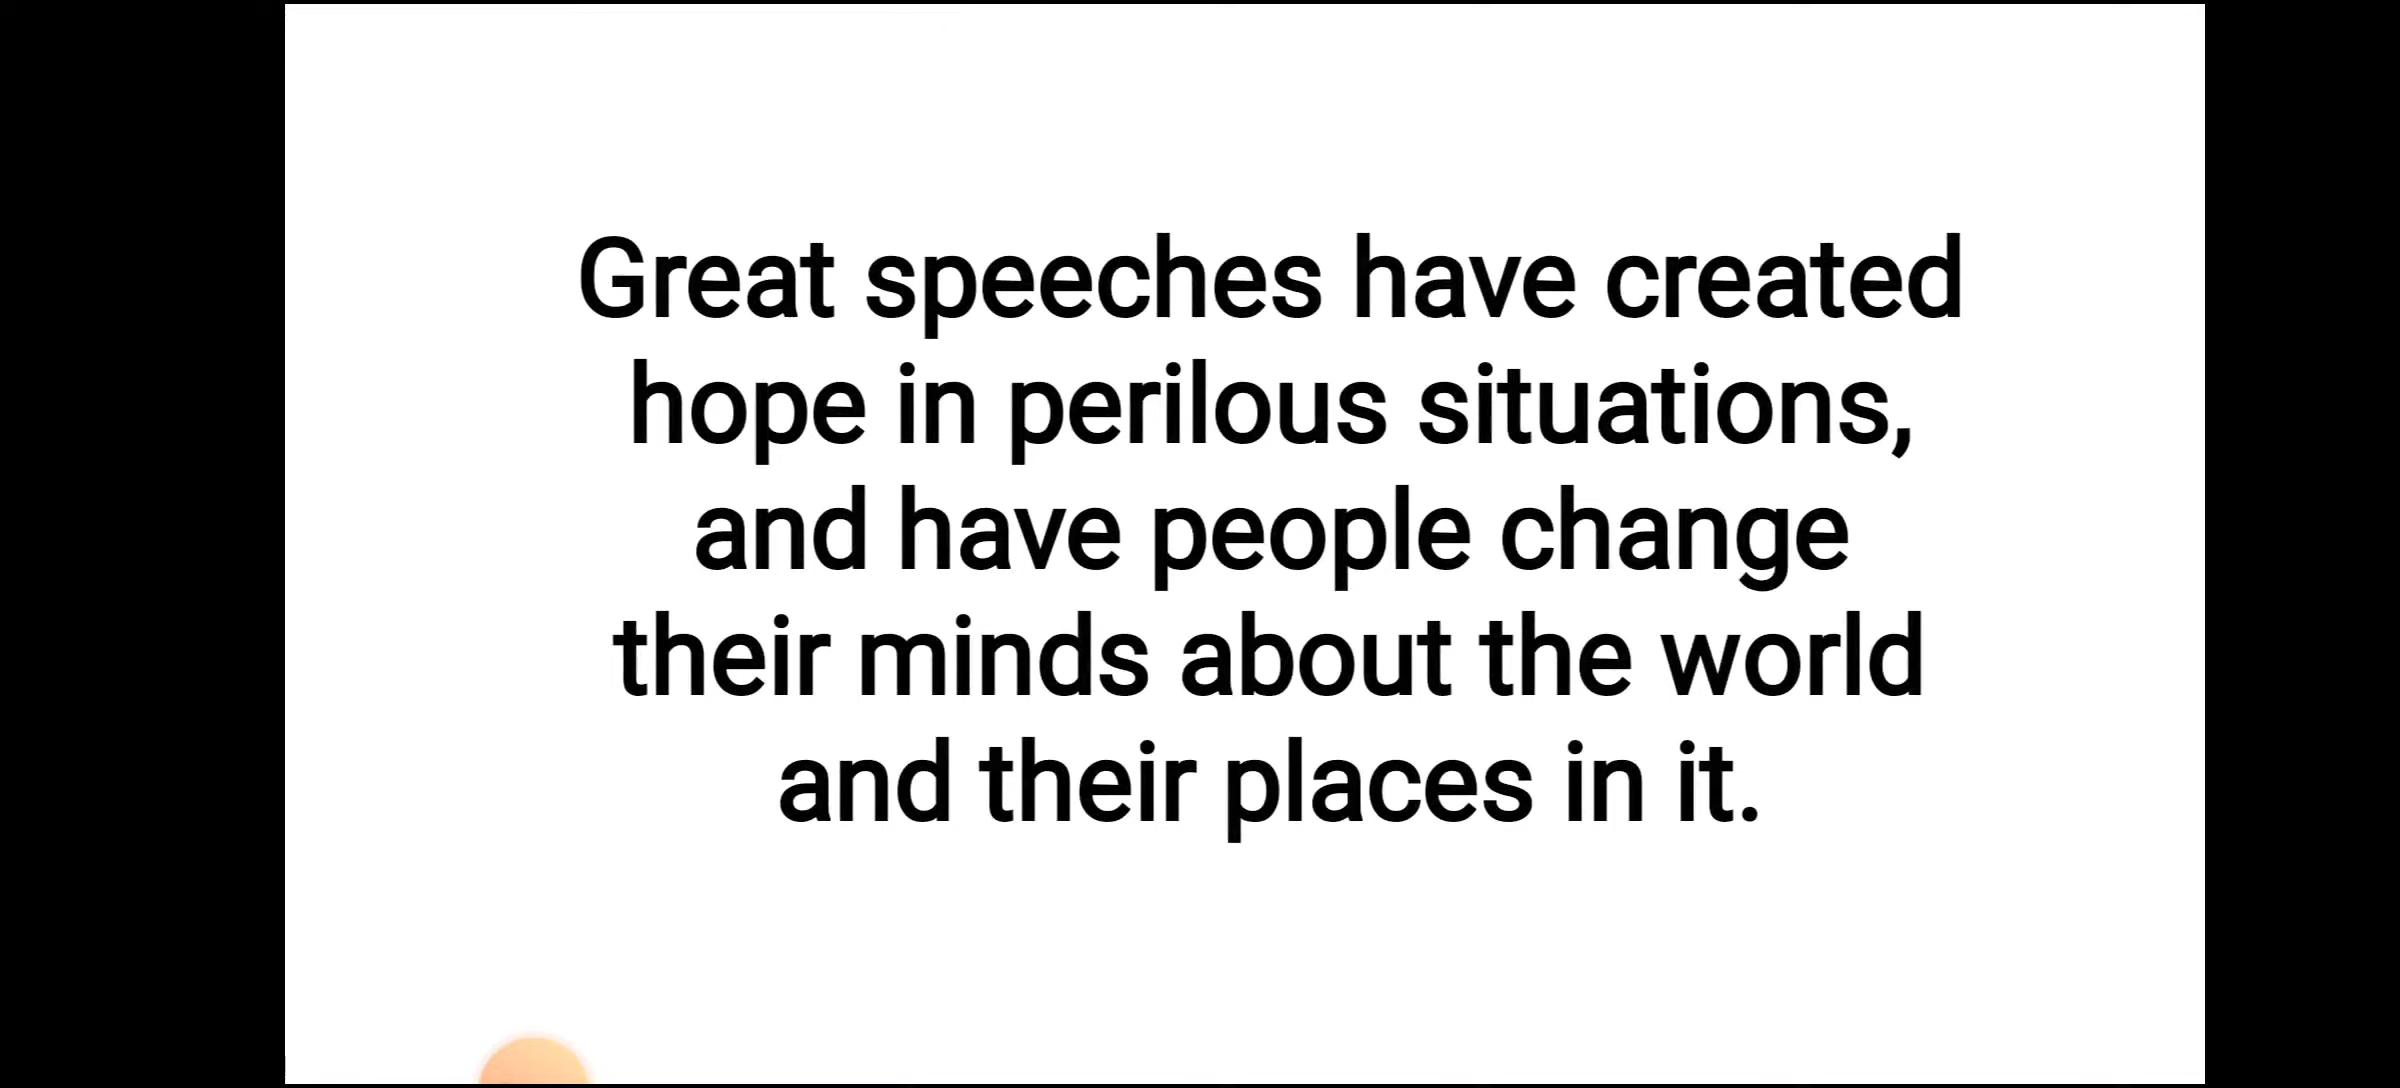 Great speeches have created
hope in perilous situations,
and have people change
their minds about the world
and their places in it.